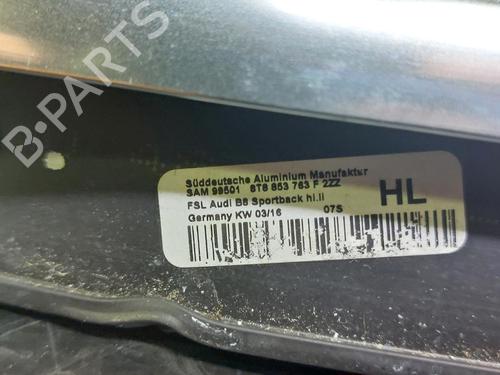 B-PARTS
Süddeutsche Aluminium Manufaktur
SAM 99501 8T8 853 763 F 2ZZ
FSL Audi B8 Sportback hi.li
Germany KW 03/16 07S
HL